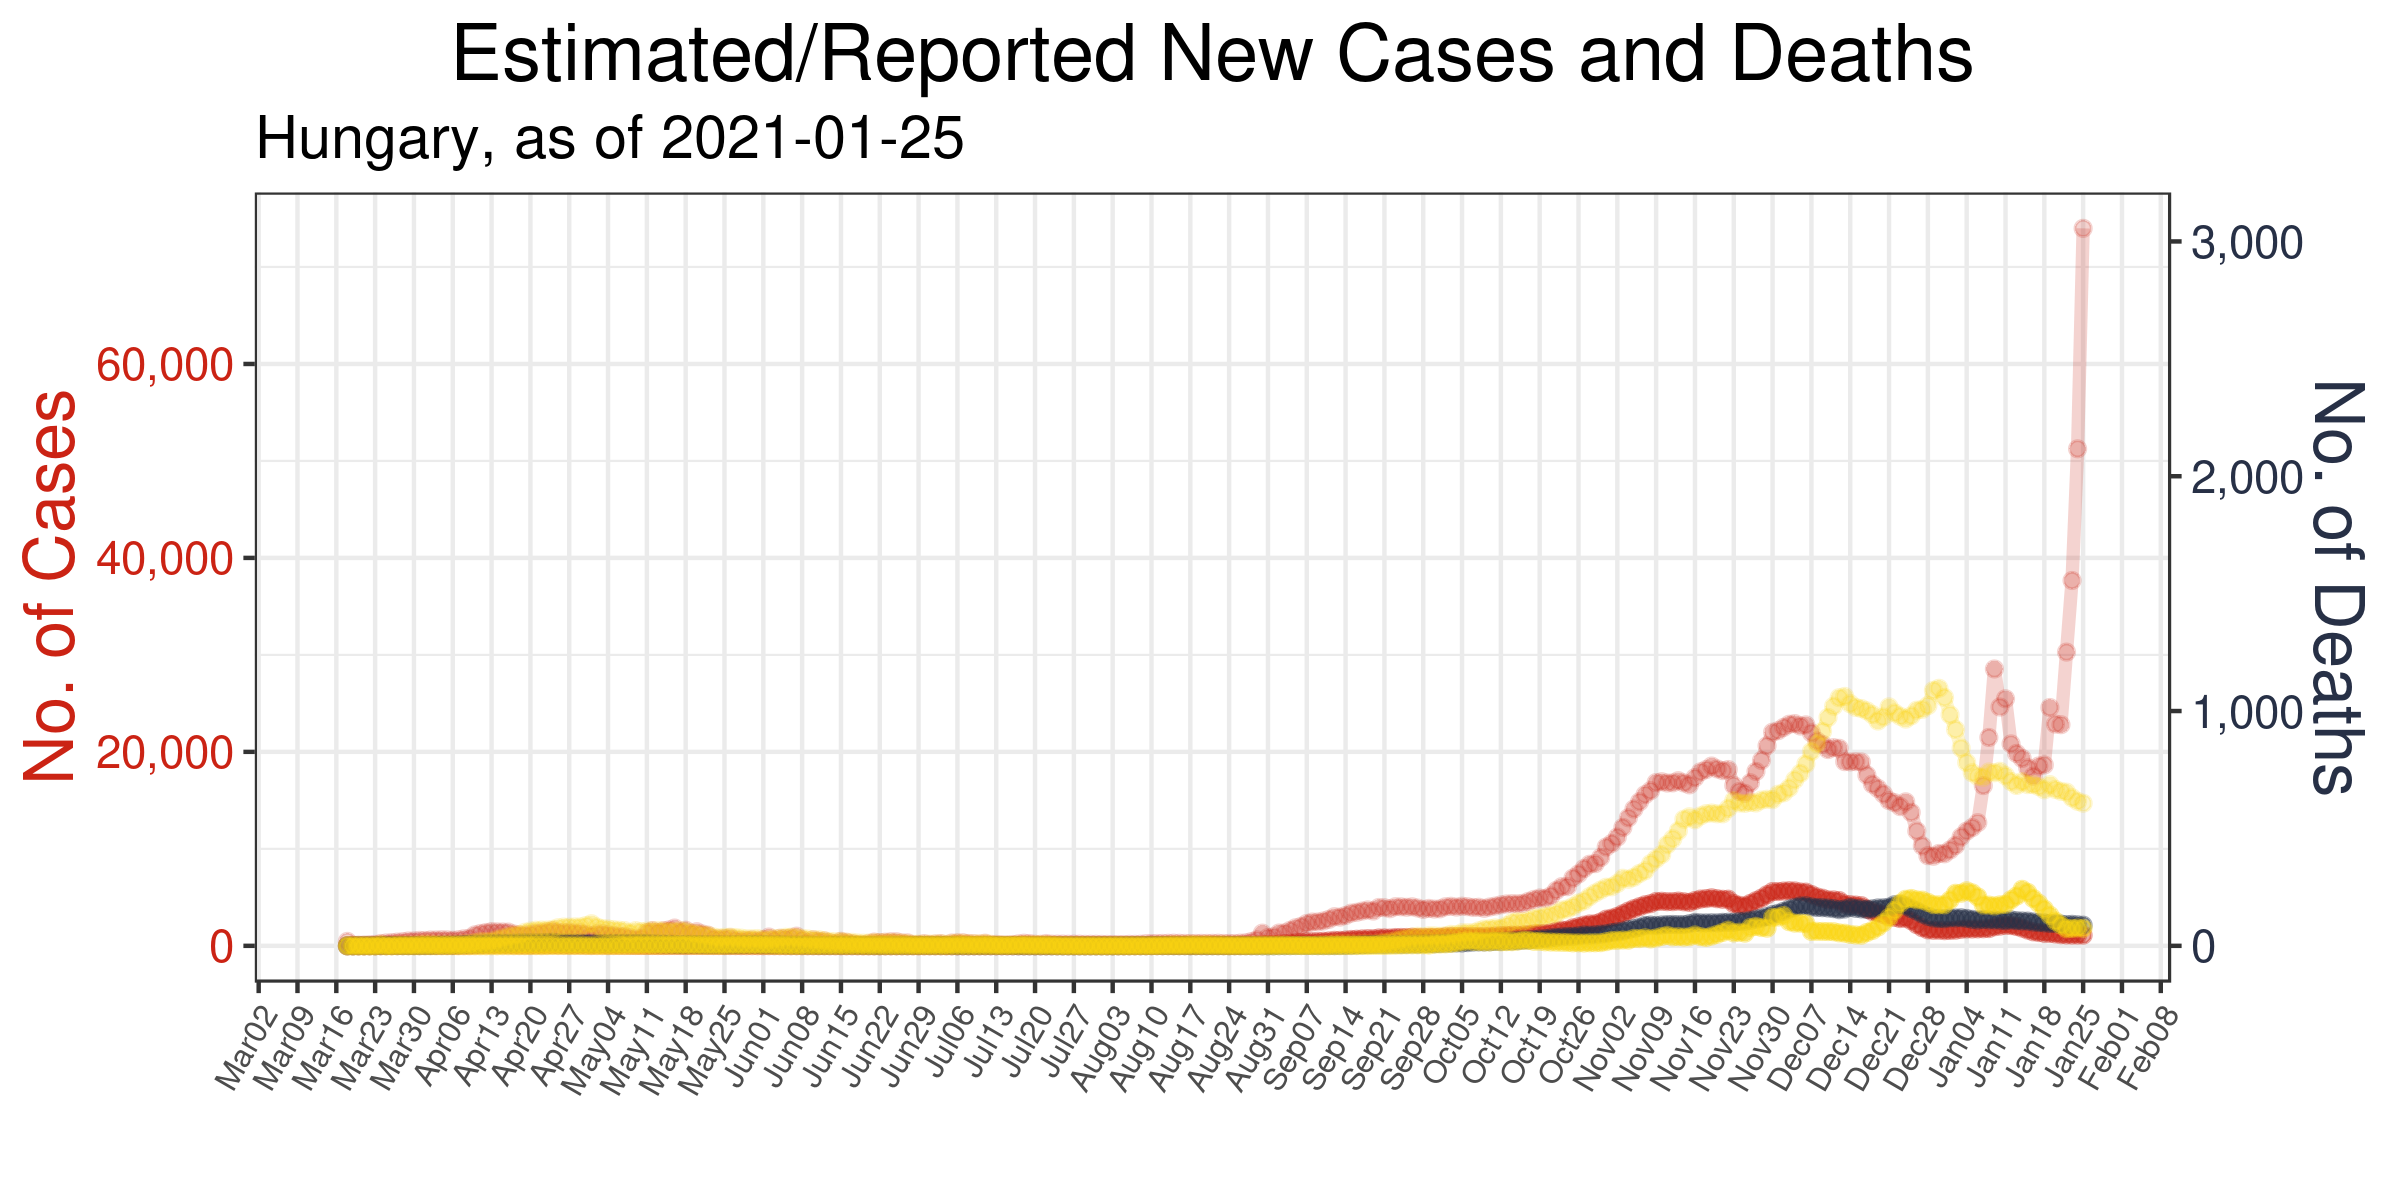 Estimated/Reported New Cases and Deaths
Hungary, as of 2021-01-25
No. of Cases
60,000
40,000
20,000
0
3,000
2,000
1,000
0
No. of Deaths
Mar02
Mar09
Mar16
Mar23
Mar30
Apr06
Apr13
Apr20
Apr27
May04
May11
May18
May25
Jun01
Jun08
Jun15
Jun22
Jun29
Jul06
Jul13
Jul20
Jul27
Aug03
Aug10
Aug17
Aug24
Aug31
Sep07
Sep14
Sep21
Sep28
Oct05
Oct12
Oct19
Oct26
Nov02
Nov09
Nov16
Nov23
Nov30
Dec07
Dec14
Dec21
Dec28
Jan04
Jan11
Jan18
Jan25
Feb01
Feb08